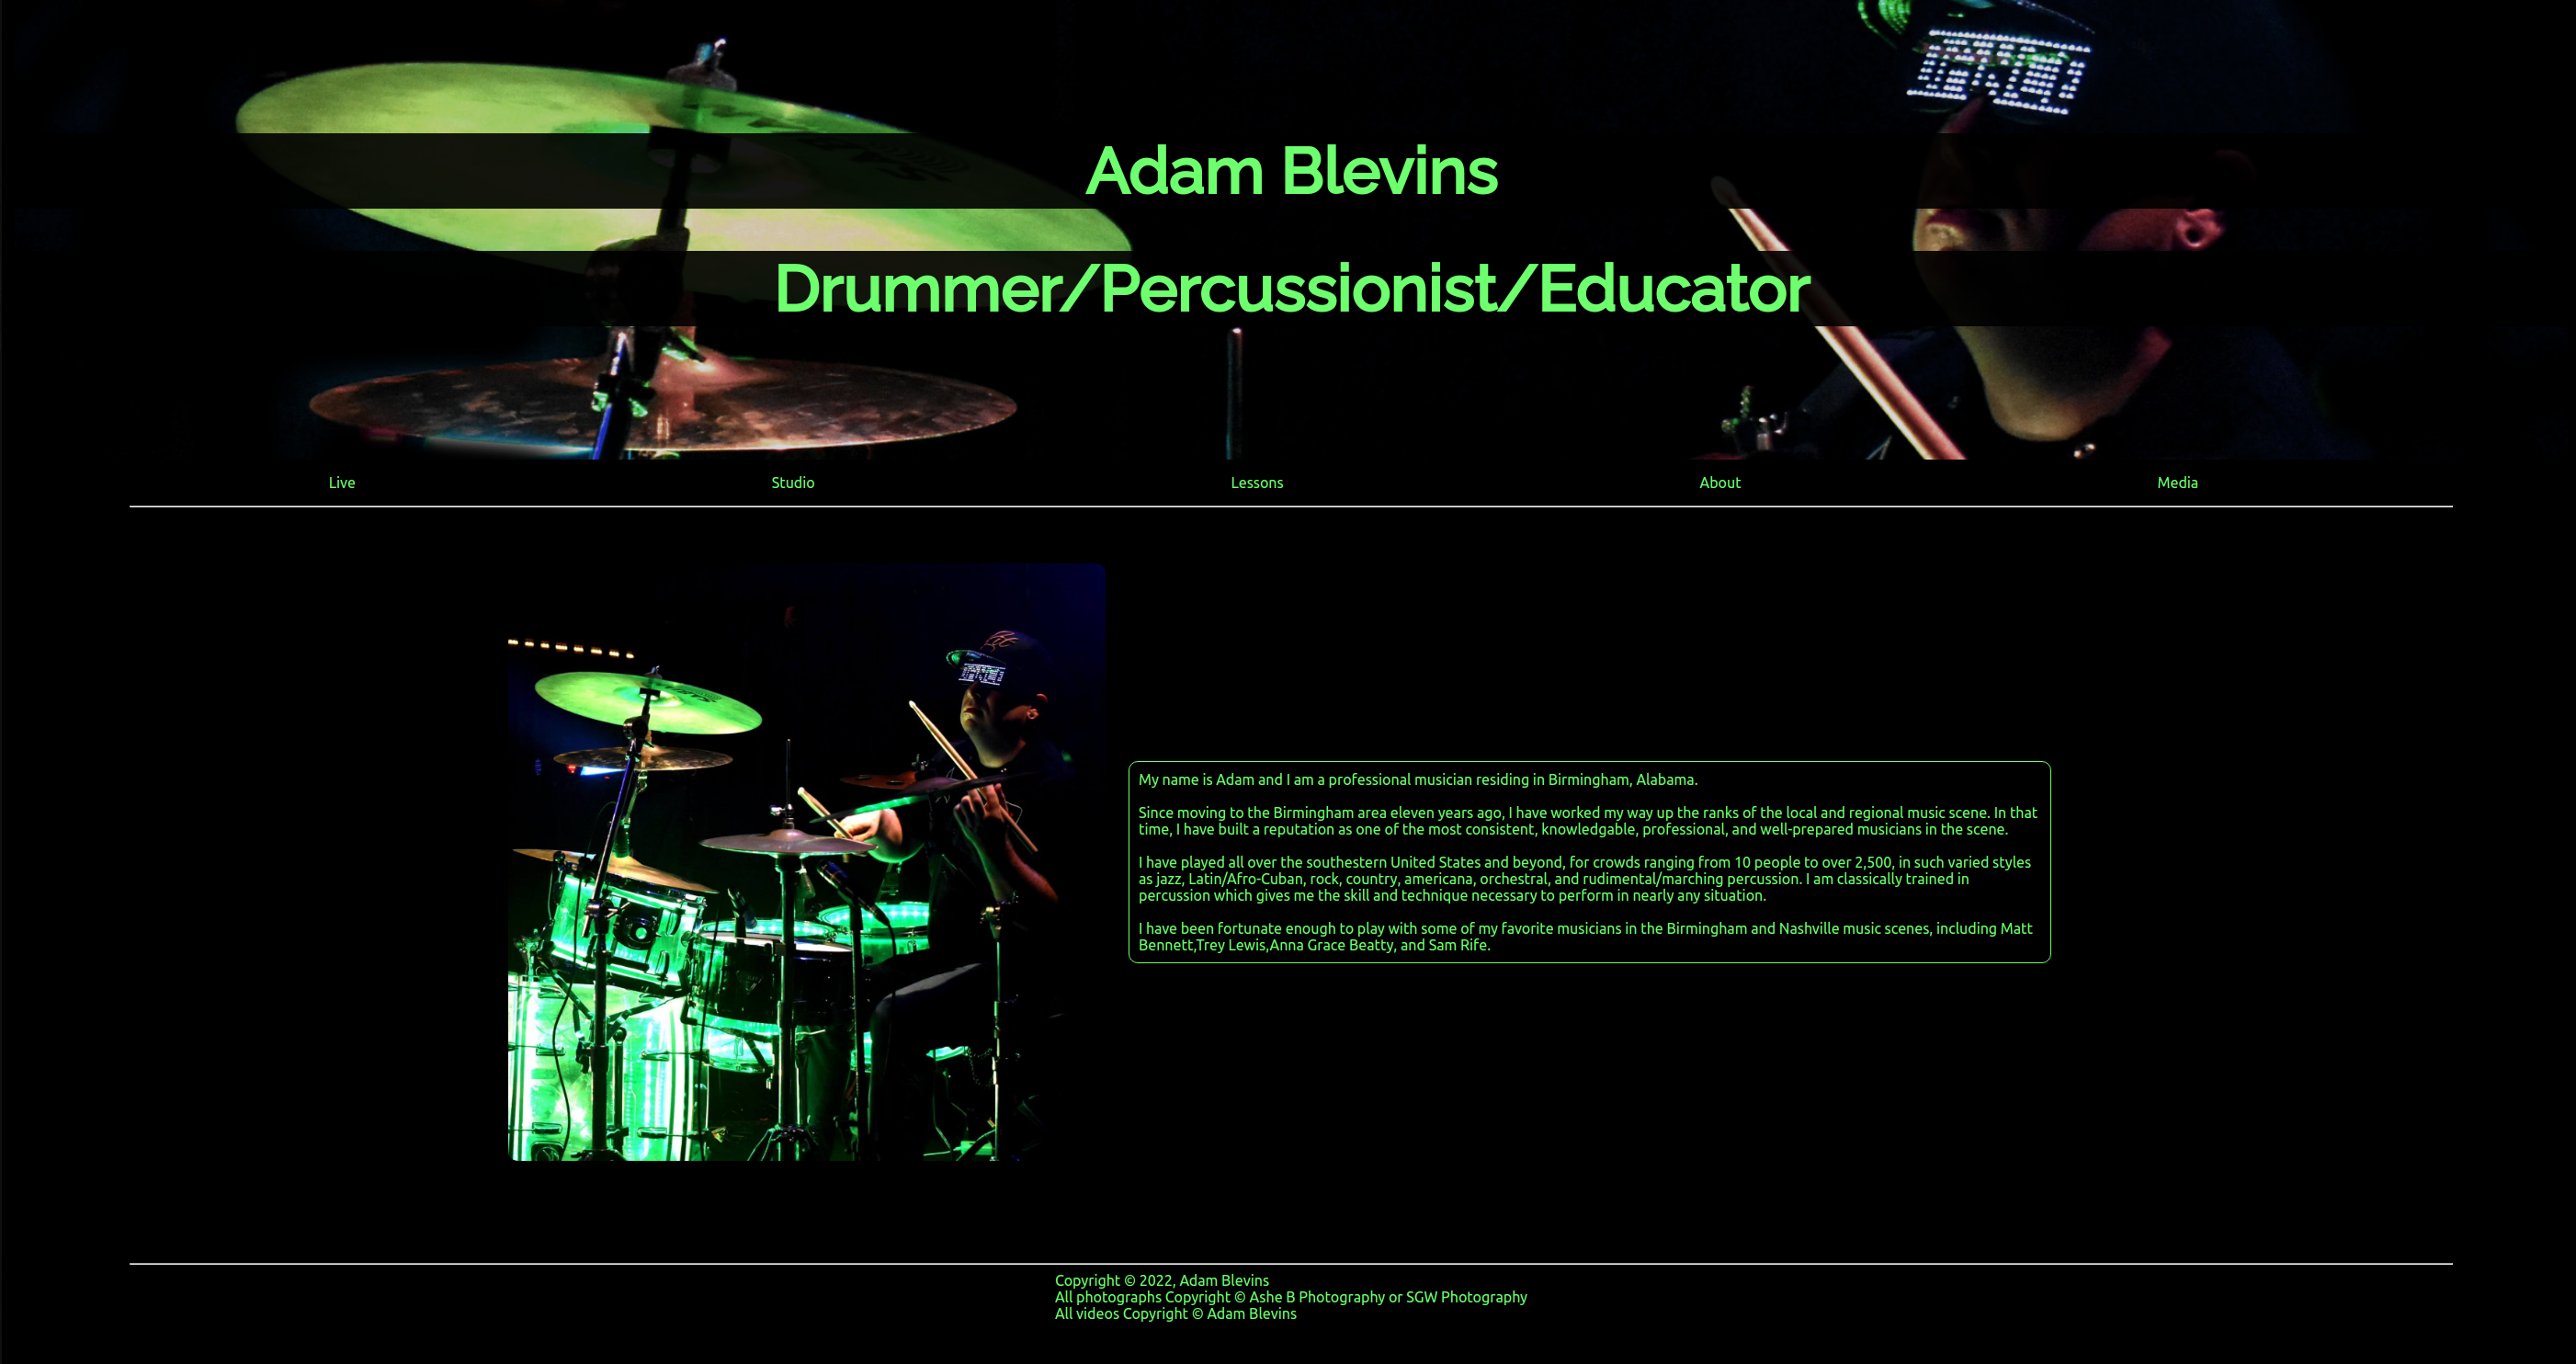 Adam Blevins
Drummer/Percussionist/Educator
Live
Studio
Lessons
About
Media
My name is Adam and I am a professional musician residing in Birmingham, Alabama.
Since moving to the Birmingham area eleven years ago, I have worked my way up the ranks of the local and regional music scene. In that
time, I have built a reputation as one of the most consistent, knowledgable, professional, and well-prepared musicians in the scene.
I have played all over the southestern United States and beyond, for crowds ranging from 10 people to over 2,500, in such varied styles
as jazz, Latin/Afro-Cuban, rock, country, americana, orchestral, and rudimental/marching percussion. I am classically trained in
percussion which gives me the skill and technique necessary to perform in nearly any situation.
I have been fortunate enough to play with some of my favorite musicians in the Birmingham and Nashville music scenes, including Matt
Bennett,Trey Lewis,Anna Grace Beatty, and Sam Rife.
Copyright © 2022, Adam Blevins
All photographs Copyright © Ashe B Photography or SGW Photography
All videos Copyright © Adam Blevins